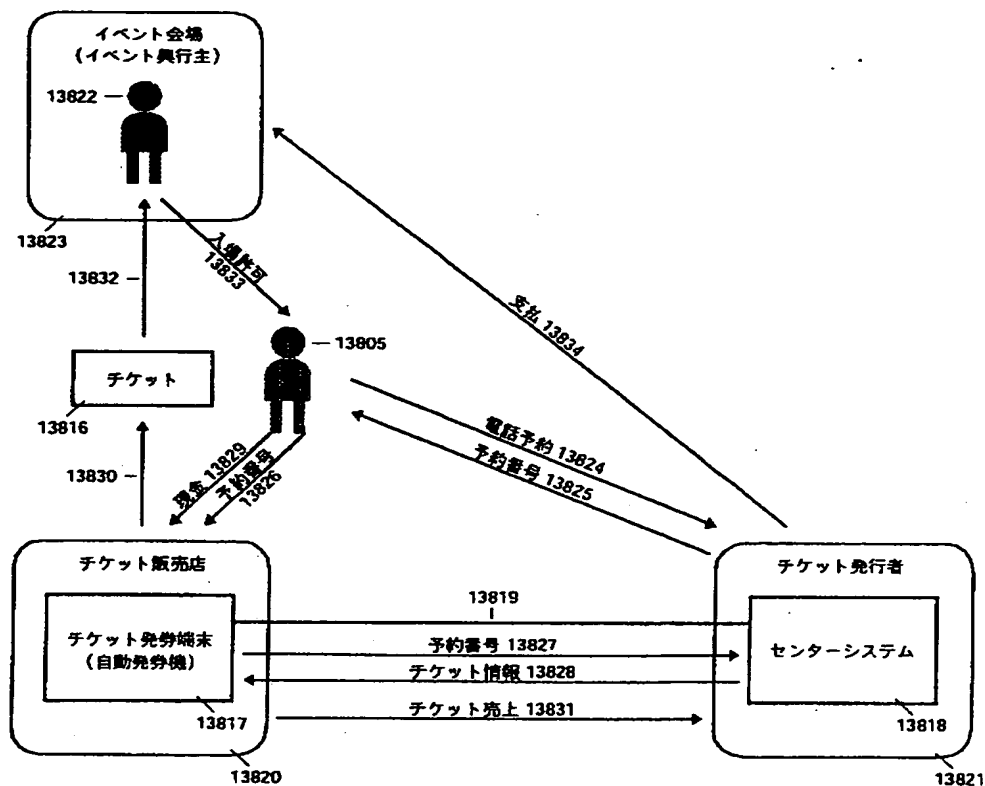 イベント会場
(イベント興行主)
13822
13823
13832
入場許可
13833
13805
支払 13834
チケット
13816
13830
電話予約 13824
予約番号 13825
現金 13829
予約番号
13826
チケット販売店
チケット発行者
13819
チケット発券端末
(自動発券機)
予約番号 13827
センターシステム
チケット情報 13828
13817
チケット売上 13831
13818
13820
13821